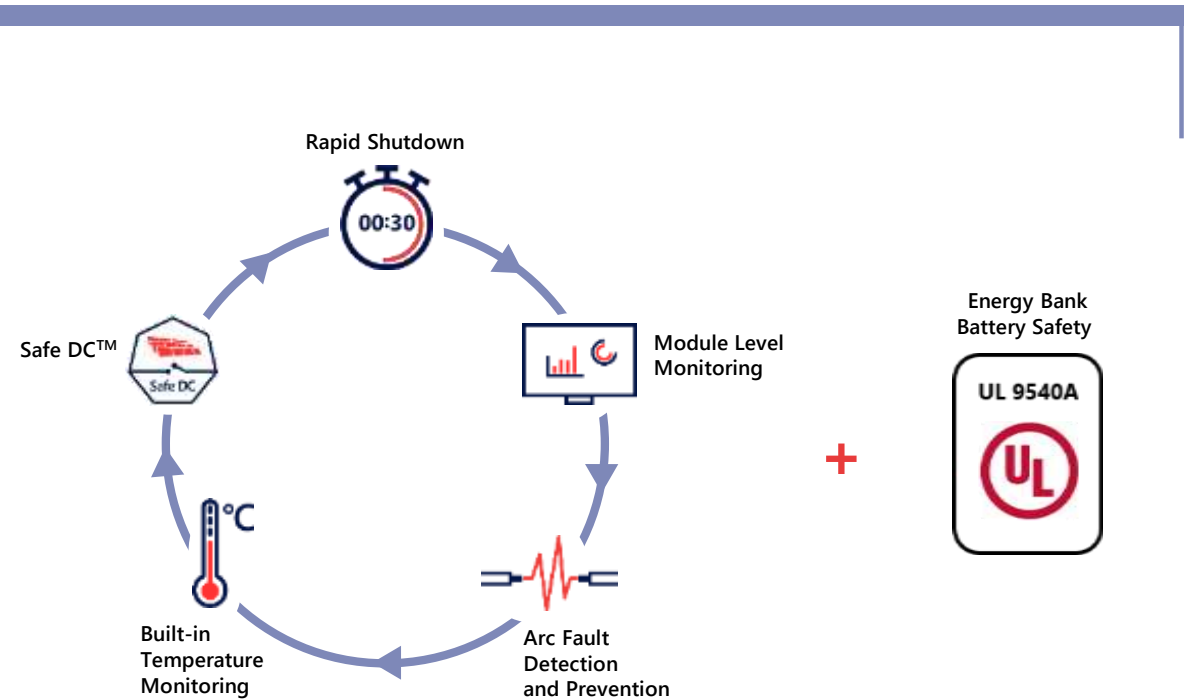 Rapid Shutdown
00:30
Safe DC™
Safe DC
Module Level
Monitoring
Energy Bank
Battery Safety
UL 9540A
UL
°C
Built-in
Temperature
Monitoring
Arc Fault
Detection
and Prevention